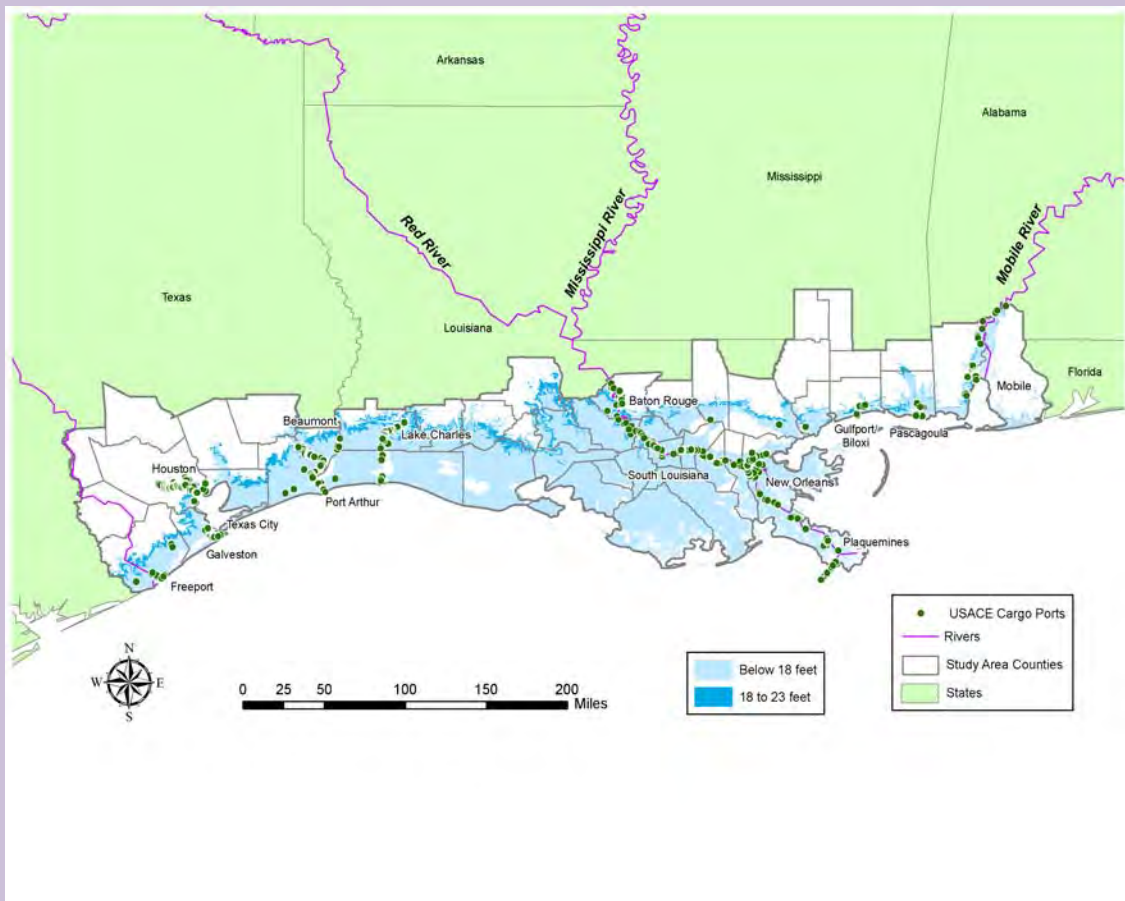 Arkansas
Alabama
Mississippi
Mississippi River
Red River
Mobile River
Texas
Louisiana
Florida
Mobile
Baton Rouge
Beaumont
Lake Charles
Gulfport/
Biloxi
Pascagoula
Houston
South Louisiana
New Orleans
Port Arthur
Texas City
Galveston
Plaquemines
Freeport
N
W
E
S
0 25 50 100 150 200
Miles
Below 18 feet
18 to 23 feet
USACE Cargo Ports
Rivers
Study Area Counties
States